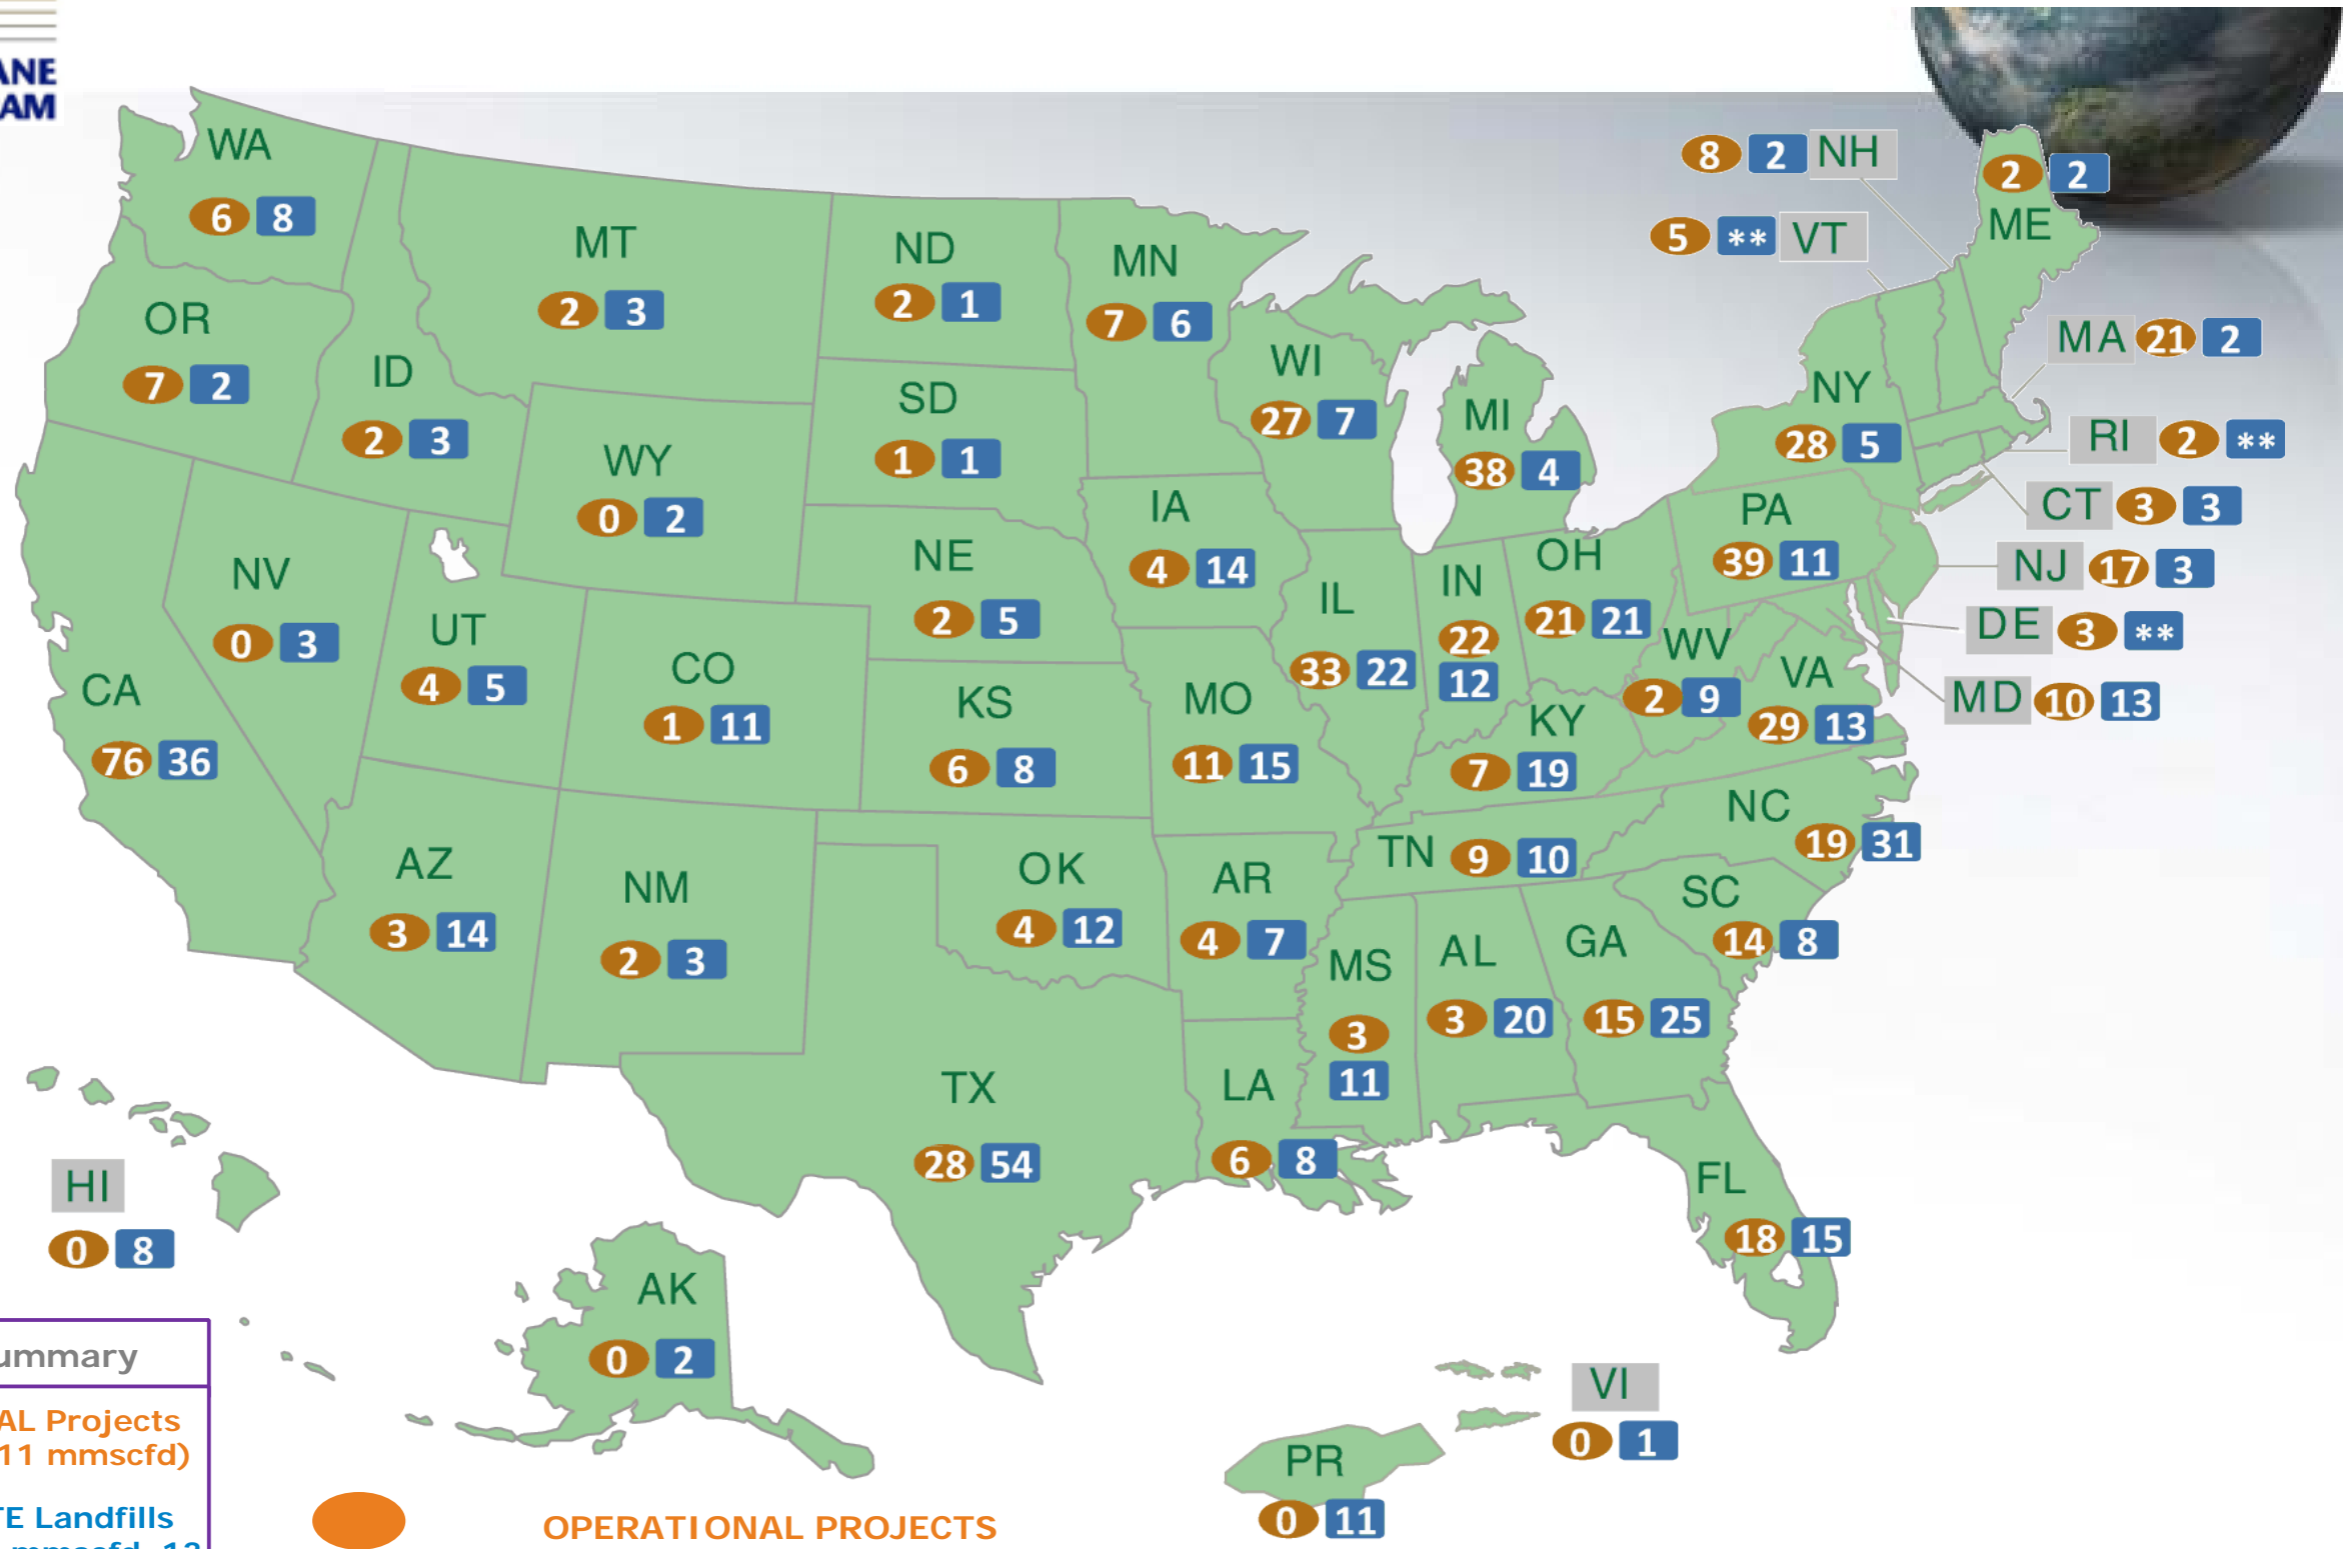 WA
6 8
OR
7 2
CA
76 36
ID
2 3
NV
0 3
MT
2 3
WY
0 2
UT
4 5
CO
1 11
AZ
3 14
NM
2 3
ND
2 1
SD
1 1
NE
2 5
KS
6 8
OK
4 12
TX
28 54
MN
7 6
IA
4 14
MO
11 15
AR
4 7
LA
6 8
WI
27 7
IL
33 22
MI
38 4
IN
22
12
OH
21 21
KY
7 19
TN 9 10
MS
3
11
AL
3 20
GA
15 25
FL
18 15
SC
14 8
NC
19 31
VA
29 13
WV
2 9
PA
39 11
NY
28 5
8 2 NH
5 ** VT
2 2
ME
MA 21 2
RI 2 **
CT 3 3
NJ 17 3
DE 3 **
MD 10 13
HI
0 8
AK
0 2
PR
0 11
VI
0 1
OPERATIONAL PROJECTS
Projects
11 mmscfd)
Landfills